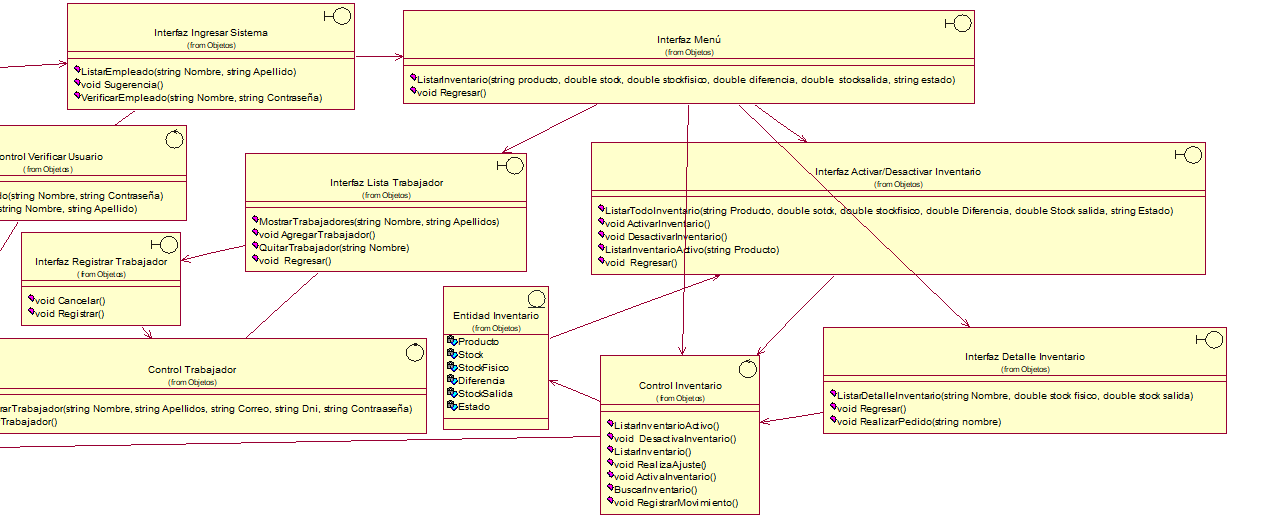 Interfaz Ingresar Sistema
(from Objetos)
ListarEmpleado(string Nombre, string Apellido)
void Sugerencia()
VerificarEmpleado(string Nombre, string Contraseña)
Interfaz Menú
(from Objetos)
ListarInventario(string producto, double stock, double stockfisico, double diferencia, double stocksalida, string estado)
void Regresar()
ontrol Verificar Usuario
(from Objetos)
do(string Nombre, string Contraseña)
string Nombre, string Apellido)
Interfaz Lista Trabajador
(from Objetos)
MostrarTrabajadores(string Nombre, string Apellidos)
void AgregarTrabajador()
QuitarTrabajador(string Nombre)
void Regresar()
Interfaz Activar/Desactivar Inventario
(from Objetos)
ListarTodoInventario(string Producto, double sotck, double stockfisico, double Diferencia, double Stock salida, string Estado)
void ActivarInventario()
void DesactivarInventario()
ListarInventarioActivo(string Producto)
void Regresar()
Interfaz Registrar Trabajador
(from Objetos)
void Cancelar()
void Registrar()
Entidad Inventario
(from Objetos)
Producto
Stock
StockFisico
Diferencia
StockSalida
Estado
Control Trabajador
(from Objetos)
rarTrabajador(string Nombre, string Apellidos, string Correo, string Dni, string Contraaseña)
Trabajador()
Control Inventario
(from Objetos)
ListarInventarioActivo()
void DesactivaInventario()
ListarInventario()
void RealizaAjuste()
void ActivaInventario()
BuscarInventario()
void RegistrarMovimiento()
Interfaz Detalle Inventario
(from Objetos)
ListarDetalleInventario(string Nombre, double stock fisico, double stock salida)
void Regresar()
void RealizarPedido(string nombre)